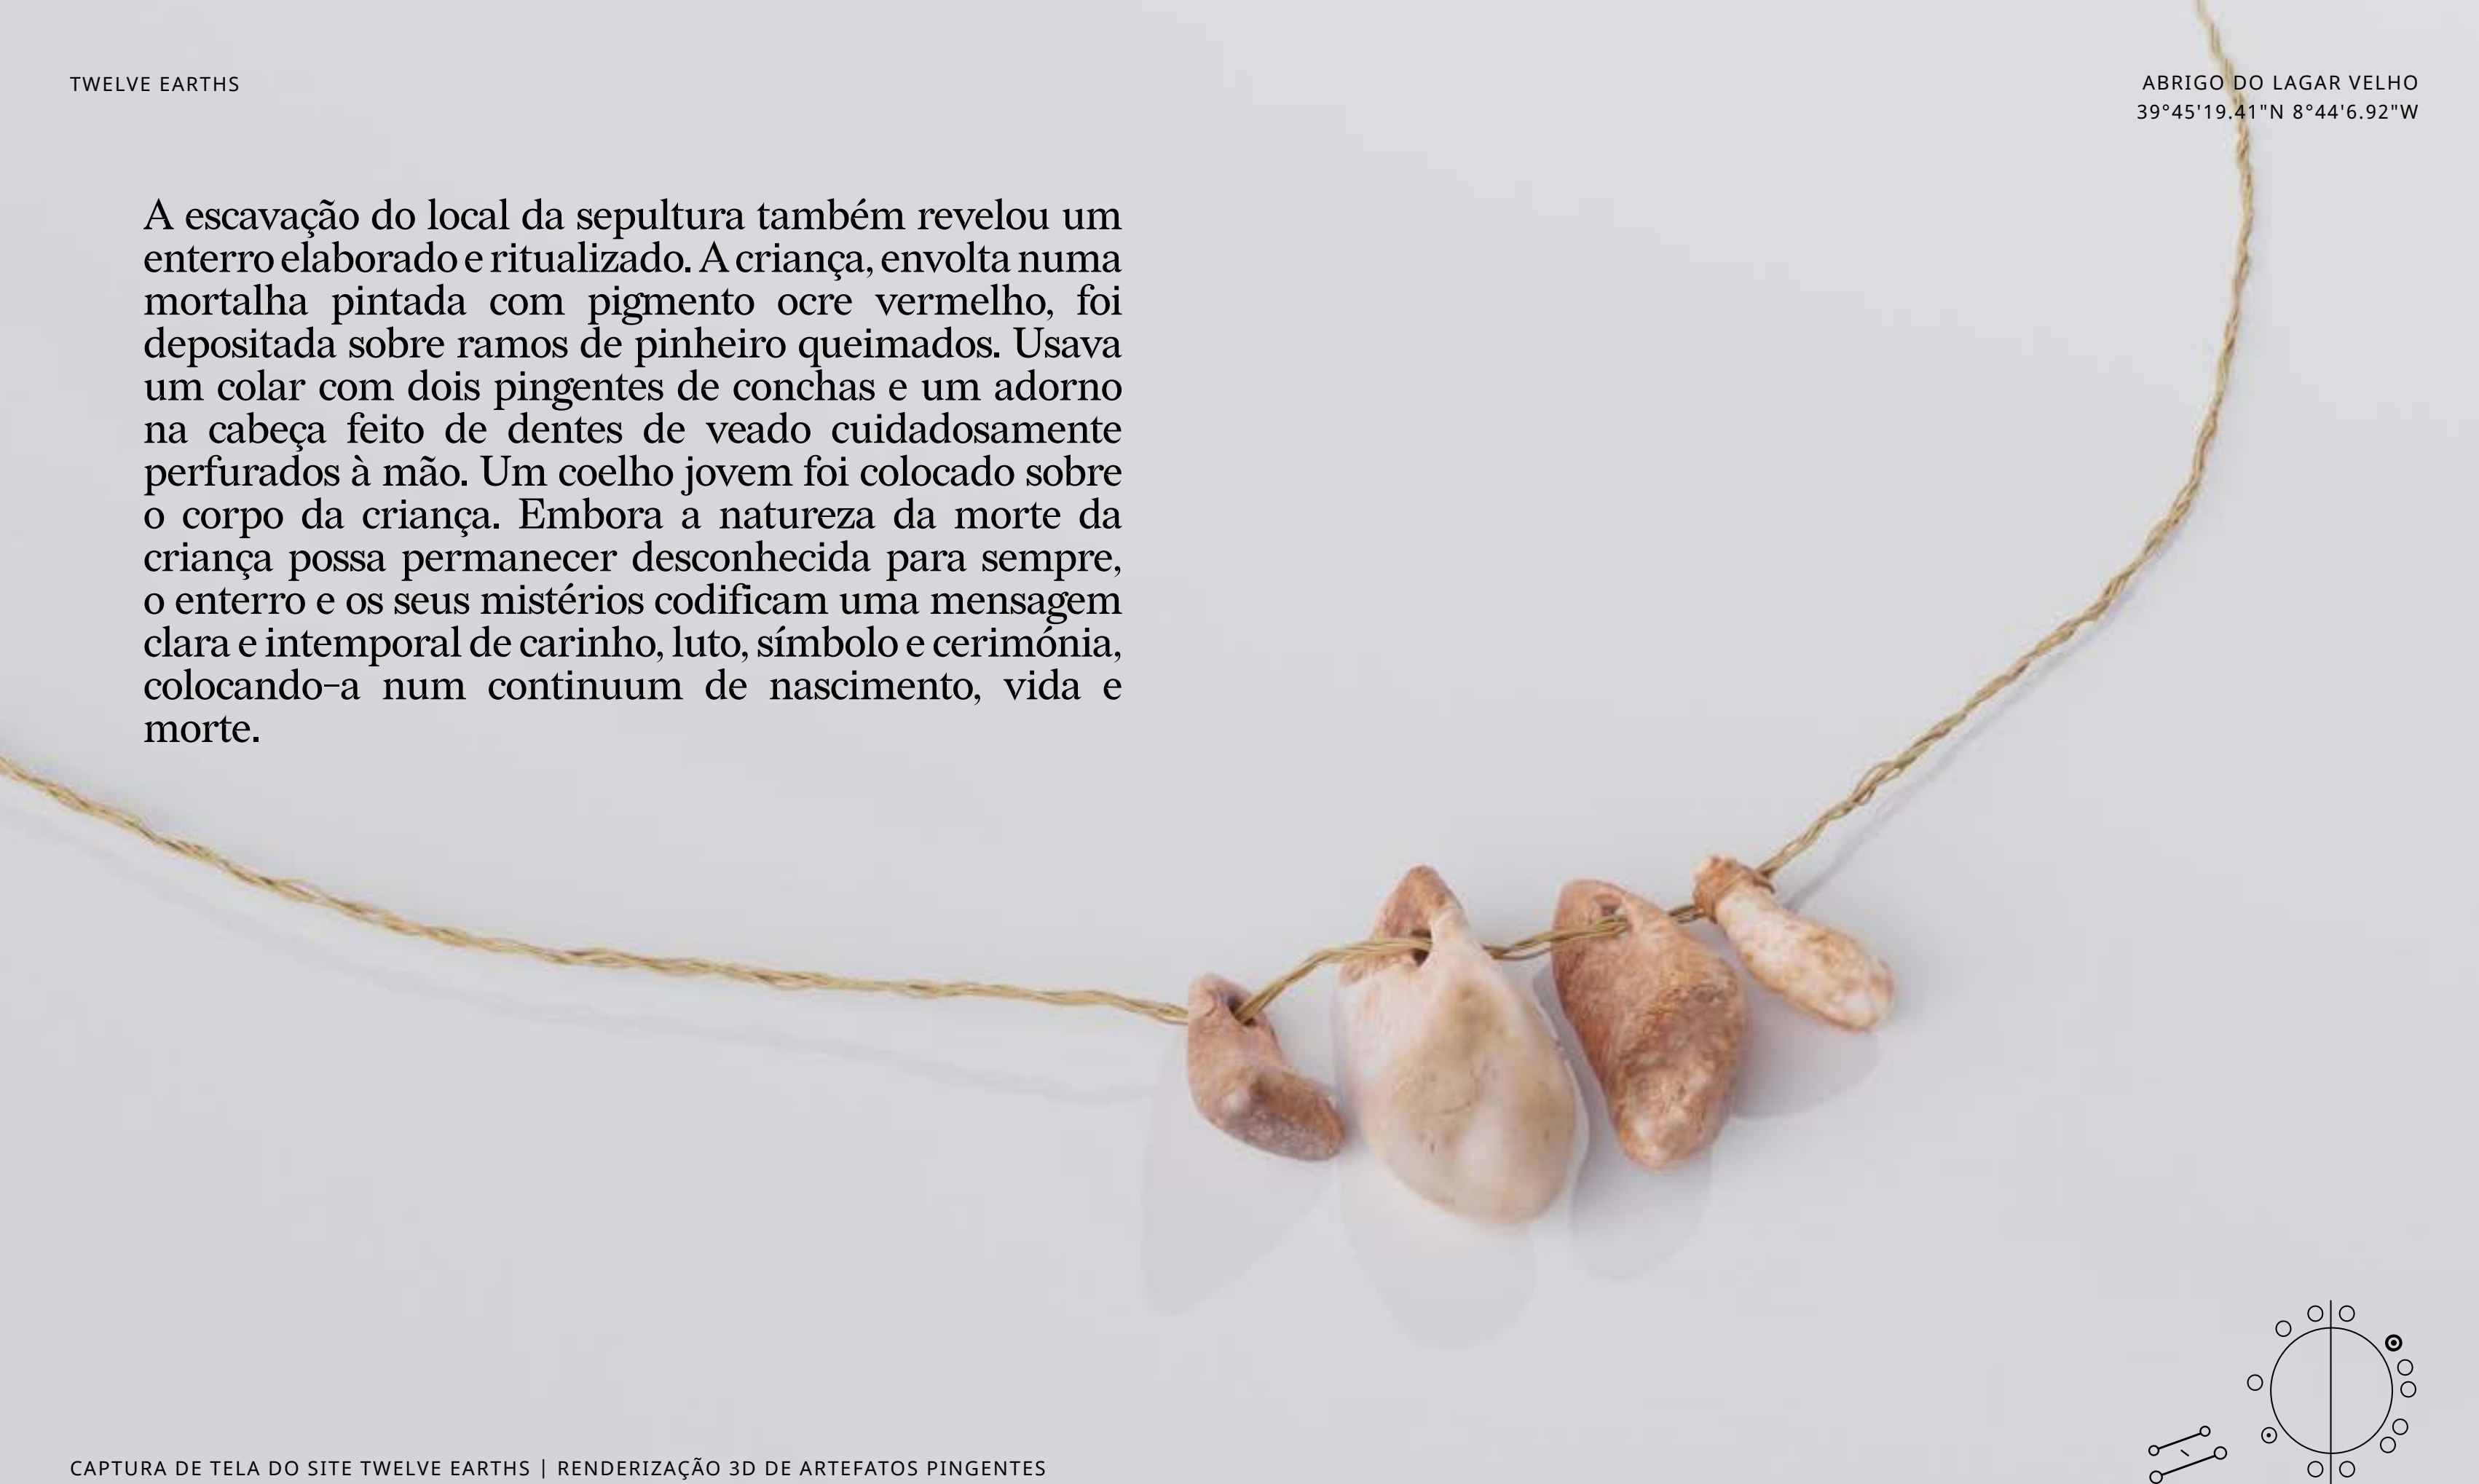 TWELVE EARTHS
ABRIGO DO LAGAR VELHO
39°45'19.41"N 8°44'6.92"W
A escavação do local da sepultura também revelou um
enterro elaborado e ritualizado. A criança, envolta numa
mortalha pintada com pigmento ocre vermelho, foi
depositada sobre ramos de pinheiro queimados. Usava
um colar com dois pingentes de conchas e um adorno
na cabeça feito de dentes de veado cuidadosamente
perfurados à mão. Um coelho jovem foi colocado sobre
o corpo da criança. Embora a natureza da morte da
criança possa permanecer desconhecida para sempre,
o enterro e os seus mistérios codificam uma mensagem
clara e intemporal de carinho, luto, símbolo e cerimónia,
colocando-a num continuum de nascimento, vida e
morte.
CAPTURA DE TELA DO SITE TWELVE EARTHS | RENDERIZAÇÃO 3D DE ARTEFATOS PINGENTES